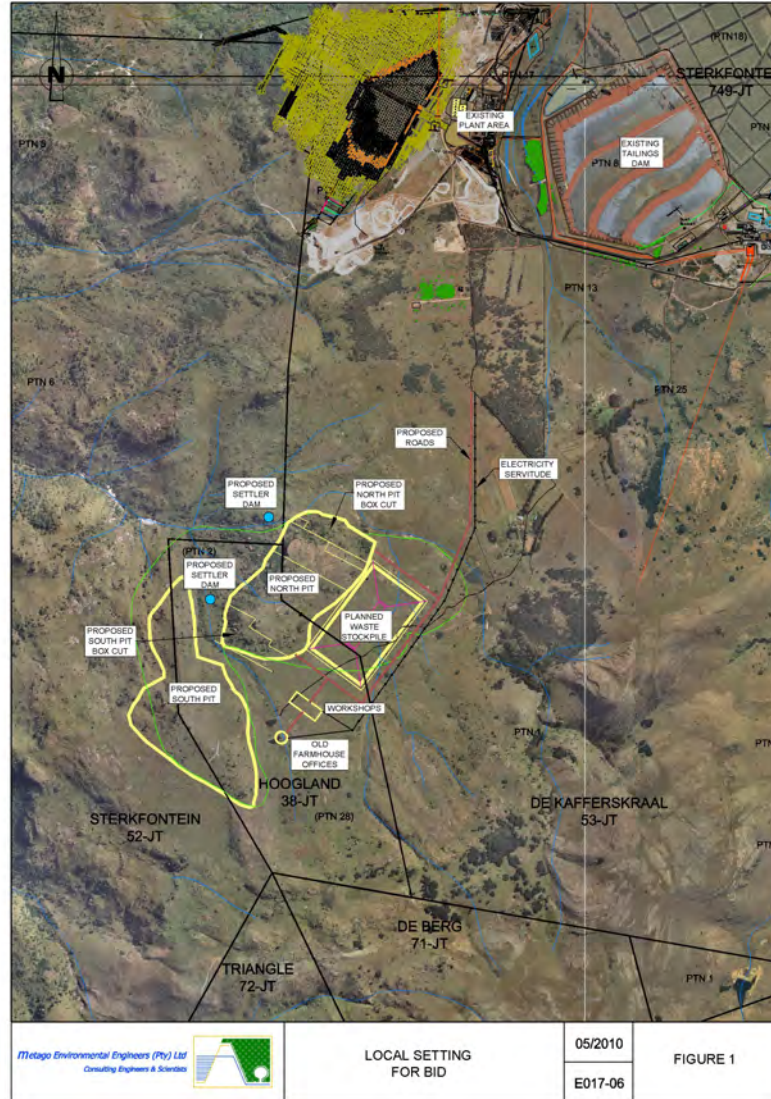 (PTN18)
N
PTN 17
STERKFONTE
749-JT
EXISTING
PLANT AREA
PTN 9
EXISTING
TAILINGS
DAM
PTN 8
PTN
PTN 13
PTN 6
PTN 25
PROPOSED
ROADS
ELECTRICITY
SERVITUDE
PROPOSED
SETTLER
DAM
PROPOSED
NORTH PIT
BOX CUT
(PTN 2)
PROPOSED
SETTLER
DAM
PROPOSED
NORTH PIT
PLANNED
WASTE
STOCKPILE
PROPOSED
SOUTH PIT
BOX CUT
PROPOSED
SOUTH PIT
WORKSHOPS
OLD
FARMHOUSE
OFFICES
PTN 1
PTN
HOOGLAND
38-JT
(PTN 28)
STERKFONTEIN
52-JT
DE KAFFERSKRAAL
53-JT
PTN
DE BERG
71-JT
TRIANGLE
72-JT
PTN 1
Metago Environmental Engineers (Pty) Ltd
Consulting Engineers & Scientists
LOCAL SETTING
FOR BID
05/2010
E017-06
FIGURE 1